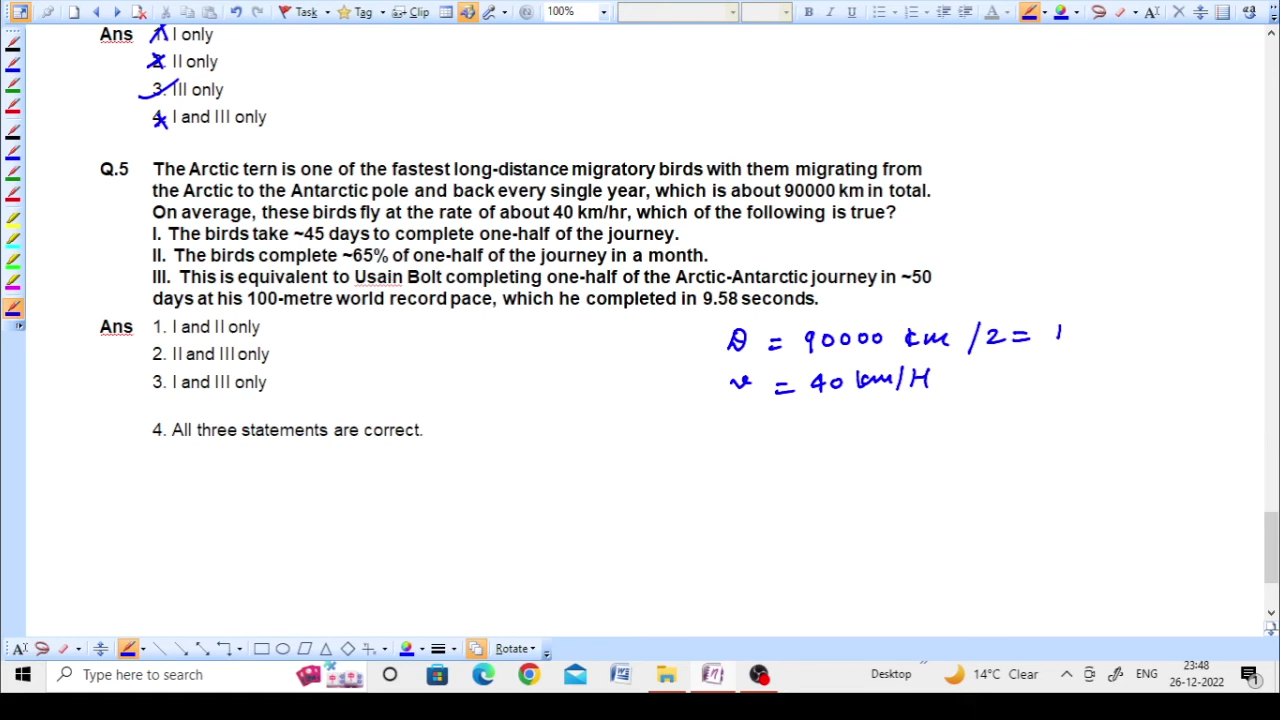 Task Tag Clip 100% B I U
Ans I only
2. II only
3. III only
4. I and III only
Q.5 The Arctic tern is one of the fastest long-distance migratory birds with them migrating from
the Arctic to the Antarctic pole and back every single year, which is about 90000 km in total.
On average, these birds fly at the rate of about 40 km/hr, which of the following is true?
I. The birds take ~45 days to complete one-half of the journey.
II. The birds complete ~65% of one-half of the journey in a month.
III. This is equivalent to Usain Bolt completing one-half of the Arctic-Antarctic journey in ~50
days at his 100-metre world record pace, which he completed in 9.58 seconds.
Ans 1. I and II only
2. II and III only
3. I and III only
4. All three statements are correct.
D = 90000 km /2 =
v = 40 km/H
Rotate
Type here to search
Desktop
14°C Clear
ENG
23:48
26-12-2022